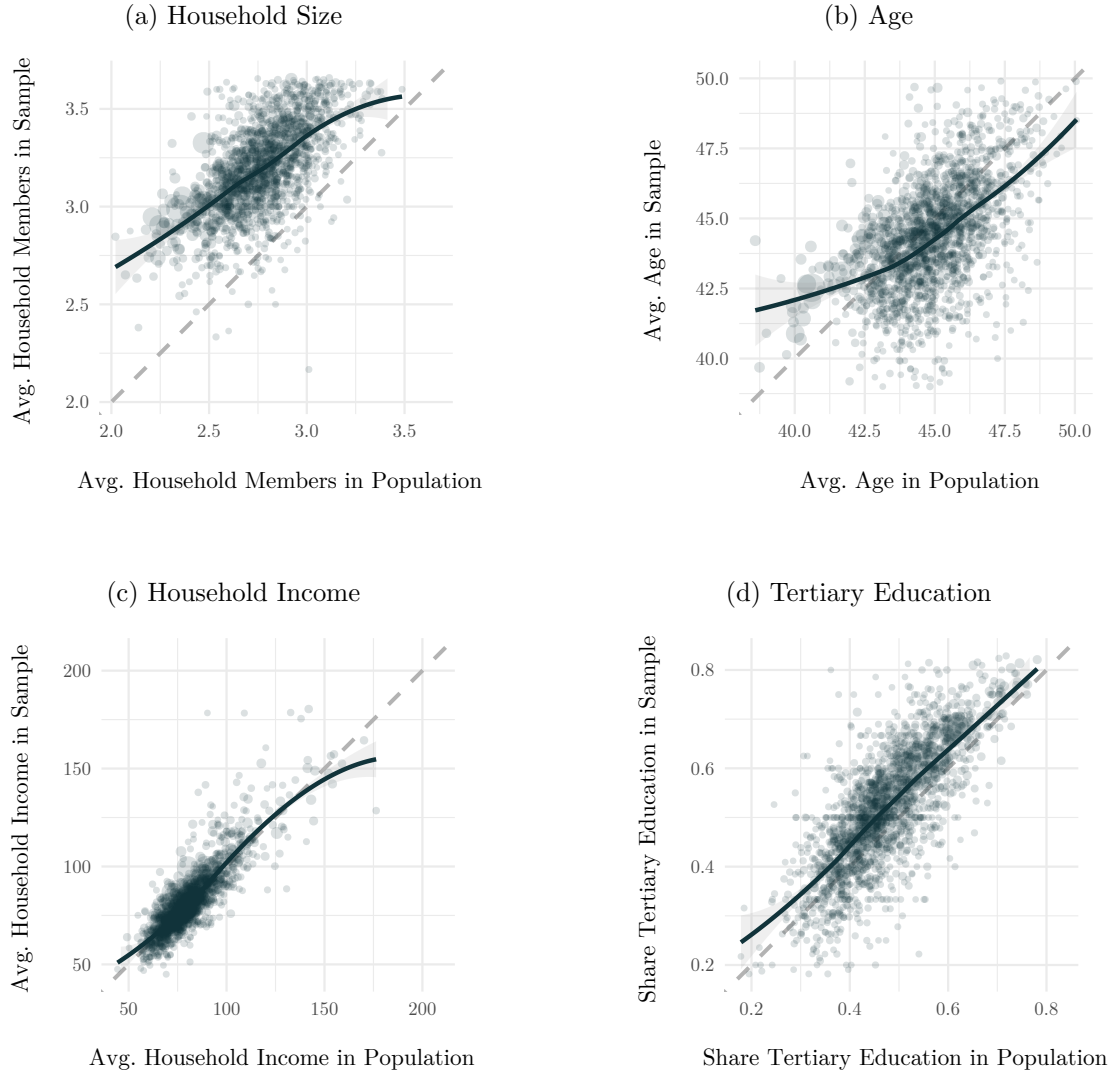 (a) Household Size
Avg. Household Members in Sample
3.5
3.0
2.5
2.0
2.0 2.5 3.0 3.5
Avg. Household Members in Population
(b) Age
Avg. Age in Sample
50.0
47.5
45.0
42.5
40.0
40.0 42.5 45.0 47.5 50.0
Avg. Age in Population
(c) Household Income
Avg. Household Income in Sample
200
150
100
50
50 100 150 200
Avg. Household Income in Population
(d) Tertiary Education
Share Tertiary Education in Sample
0.8
0.6
0.4
0.2
0.2 0.4 0.6 0.8
Share Tertiary Education in Population